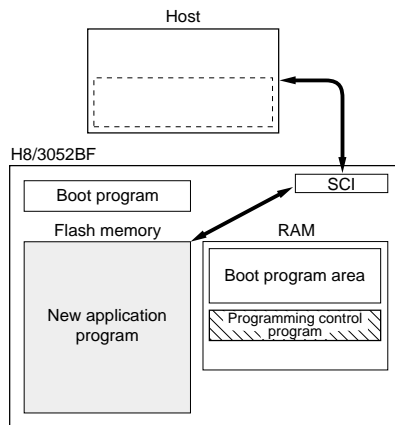 Host
H8/3052BF
SCI
Boot program
Flash memory
RAM
Boot program area
New application
program
Programming control
program